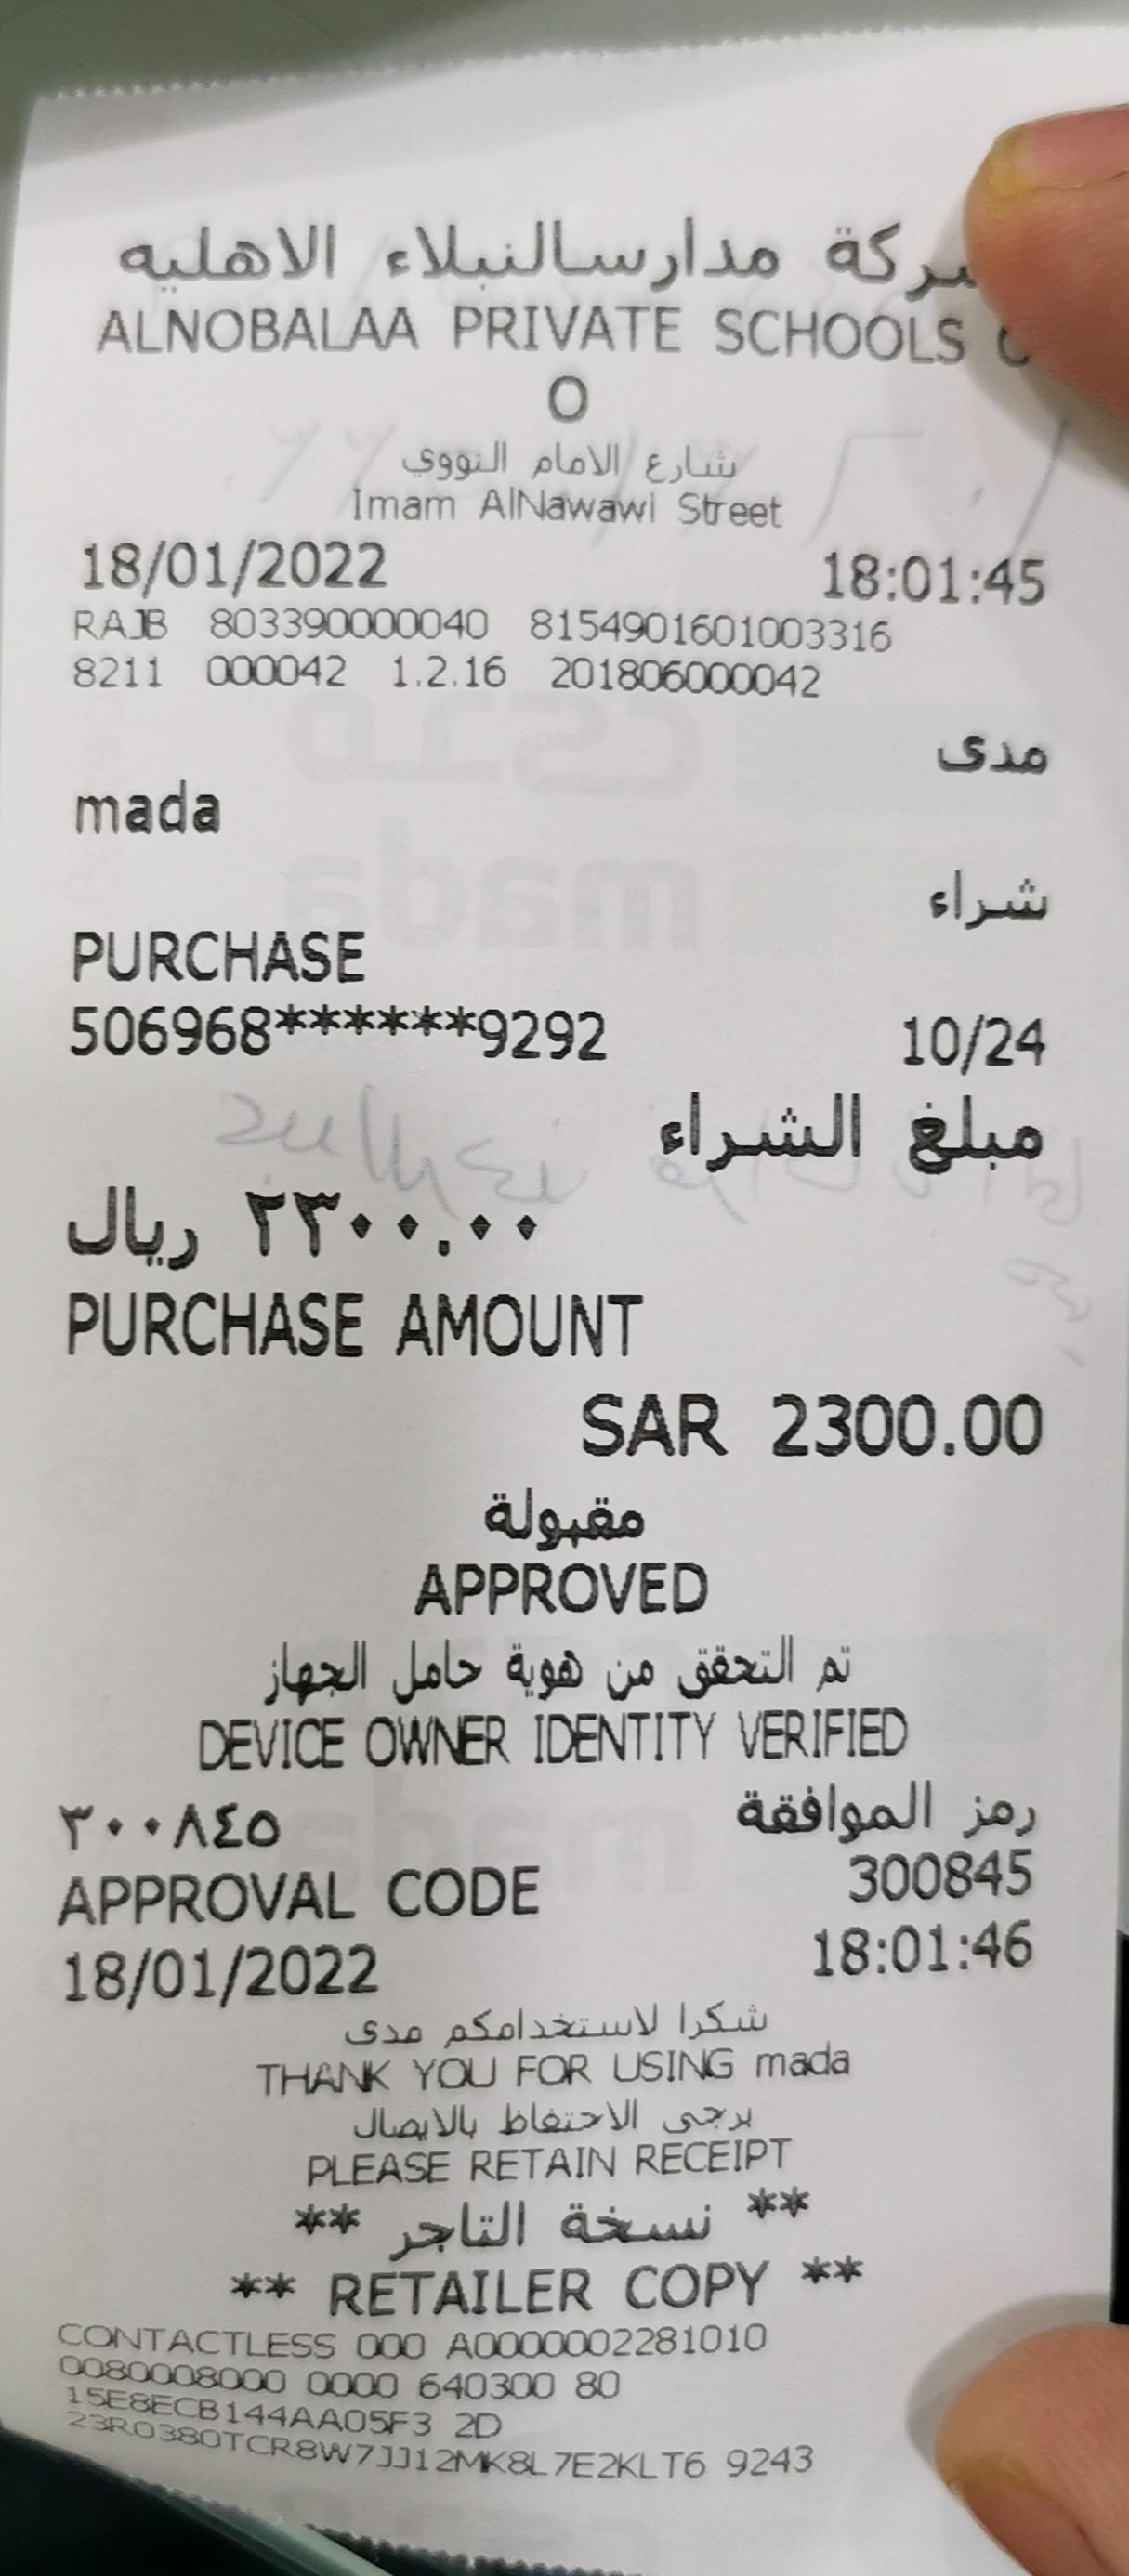 شركة مدارسالنبلاء الاهليه
ALNOBALAA PRIVATE SCHOOLS C
O
شارع الامام النووي
Imam AlNawawi Street
18/01/2022 18:01:45
RAJB 803390000040 8154901601003316
8211 000042 1.2.16 201806000042
مدى
mada
شراء
PURCHASE
506968******9292 10/24
مبلغ الشراء
٢٣٠٠.٠٠ ريال
PURCHASE AMOUNT
SAR 2300.00
مقبولة
APPROVED
تم التحقق من هوية حامل الجهاز
DEVICE OWNER IDENTITY VERIFIED
رمز الموافقة ٣٠٠٨٤٥
APPROVAL CODE 300845
18/01/2022 18:01:46
شكرا لاستخدامكم مدى
THANK YOU FOR USING mada
يرجى الاحتفاظ بالايصال
PLEASE RETAIN RECEIPT
** نسخة التاجر **
** RETAILER COPY **
CONTACTLESS 000 A0000002281010
0080008000 0000 640300 80
15E8ECB144AA05F3 2D
23R0380TCR8W7JJ12MK8L7E2KLT6 9243